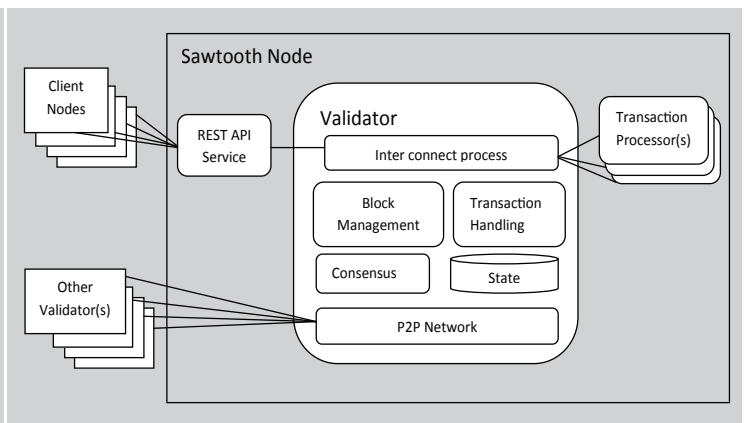 Sawtooth Node
Client
Nodes
REST API
Service
Validator
Inter connect process
Transaction
Processor(s)
Block
Management
Transaction
Handling
Consensus
State
Other
Validator(s)
P2P Network